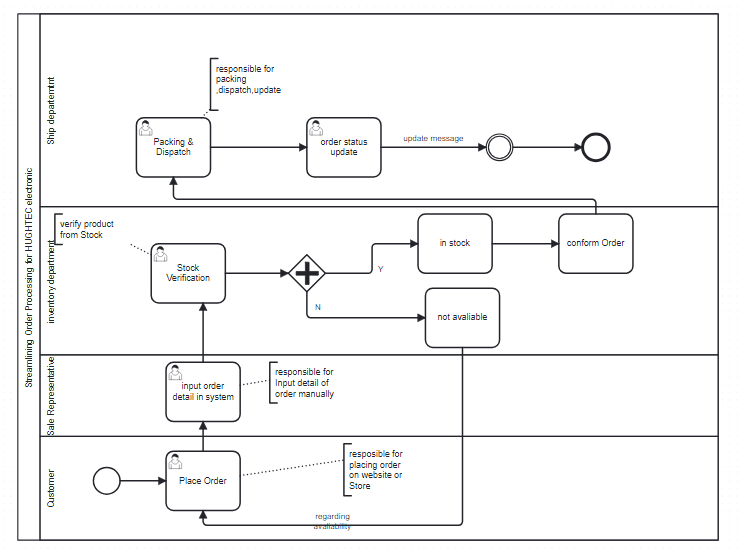 Streamlining Order Processing for HUGHTEC electronic
Ship departemtnt
responsible for
packing
,dispatch,update
Packing &
Dispatch
order status
update
update message
inventory department
verify product
from Stock
Stock
Verification
Y
N
in stock
conform Order
not avaliable
Sale Representative
input order
detail in system
responsible for
Input detail of
order manually
Customer
Place Order
resposible for
placing order
on website or
Store
regarding
availability